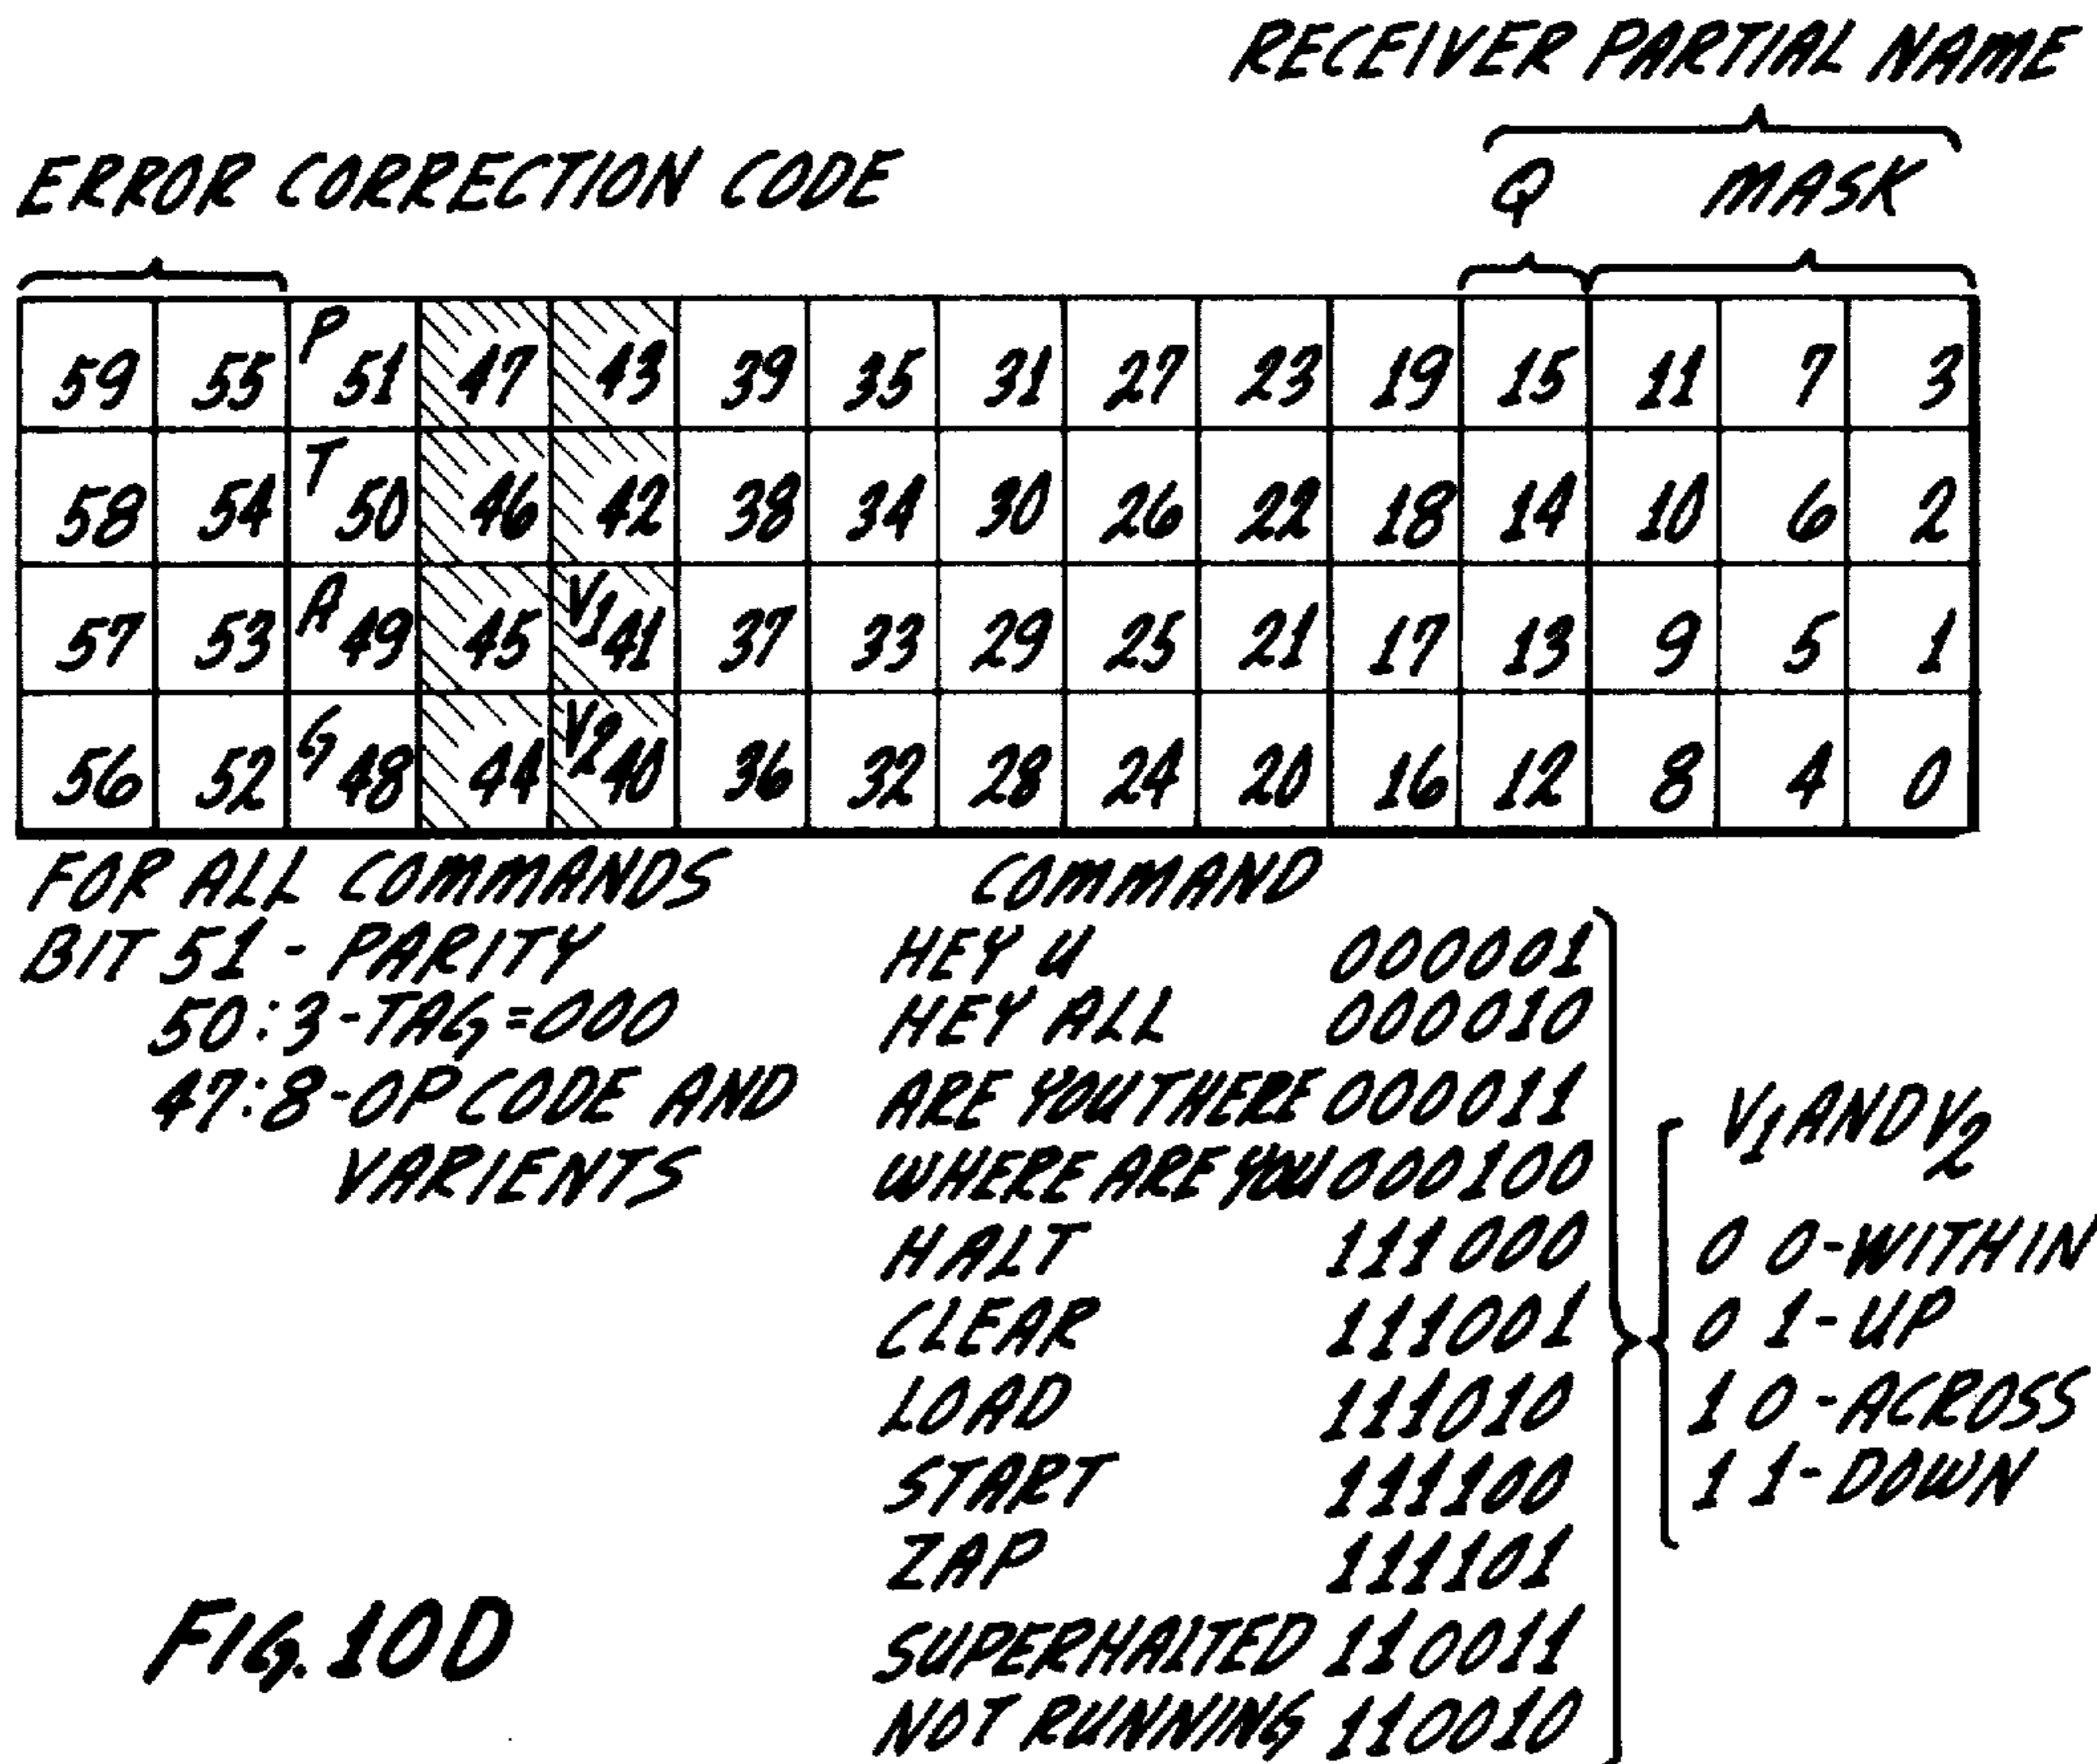 RECEIVER PARTIAL NAME
ERROR CORRECTION CODE
Q MASK
59 55 P 51 47 43 39 35 31 27 23 19 15 11 7 3
58 54 T 50 46 42 38 34 30 26 22 18 14 10 6 2
57 53 A 49 45 V1 41 37 33 29 25 21 17 13 9 5 1
56 52 G 48 44 V2 40 36 32 28 24 20 16 12 8 4 0
FOR ALL COMMANDS
BIT 51 - PARITY
50:3-TAG=000
47:8-OP CODE AND
VARIENTS
COMMAND
HEY U 000001
HEY ALL 000010
ARE YOU THERE 000011
WHERE ARE YOU 000100
HALT 111000
CLEAR 111001
LOAD 111010
START 111100
ZAP 111101
SUPERHALTED 110011
NOT RUNNING 110010
V1 AND V2
0 0-WITHIN
0 1-UP
1 0-ACROSS
1 1-DOWN
FIG. 10D